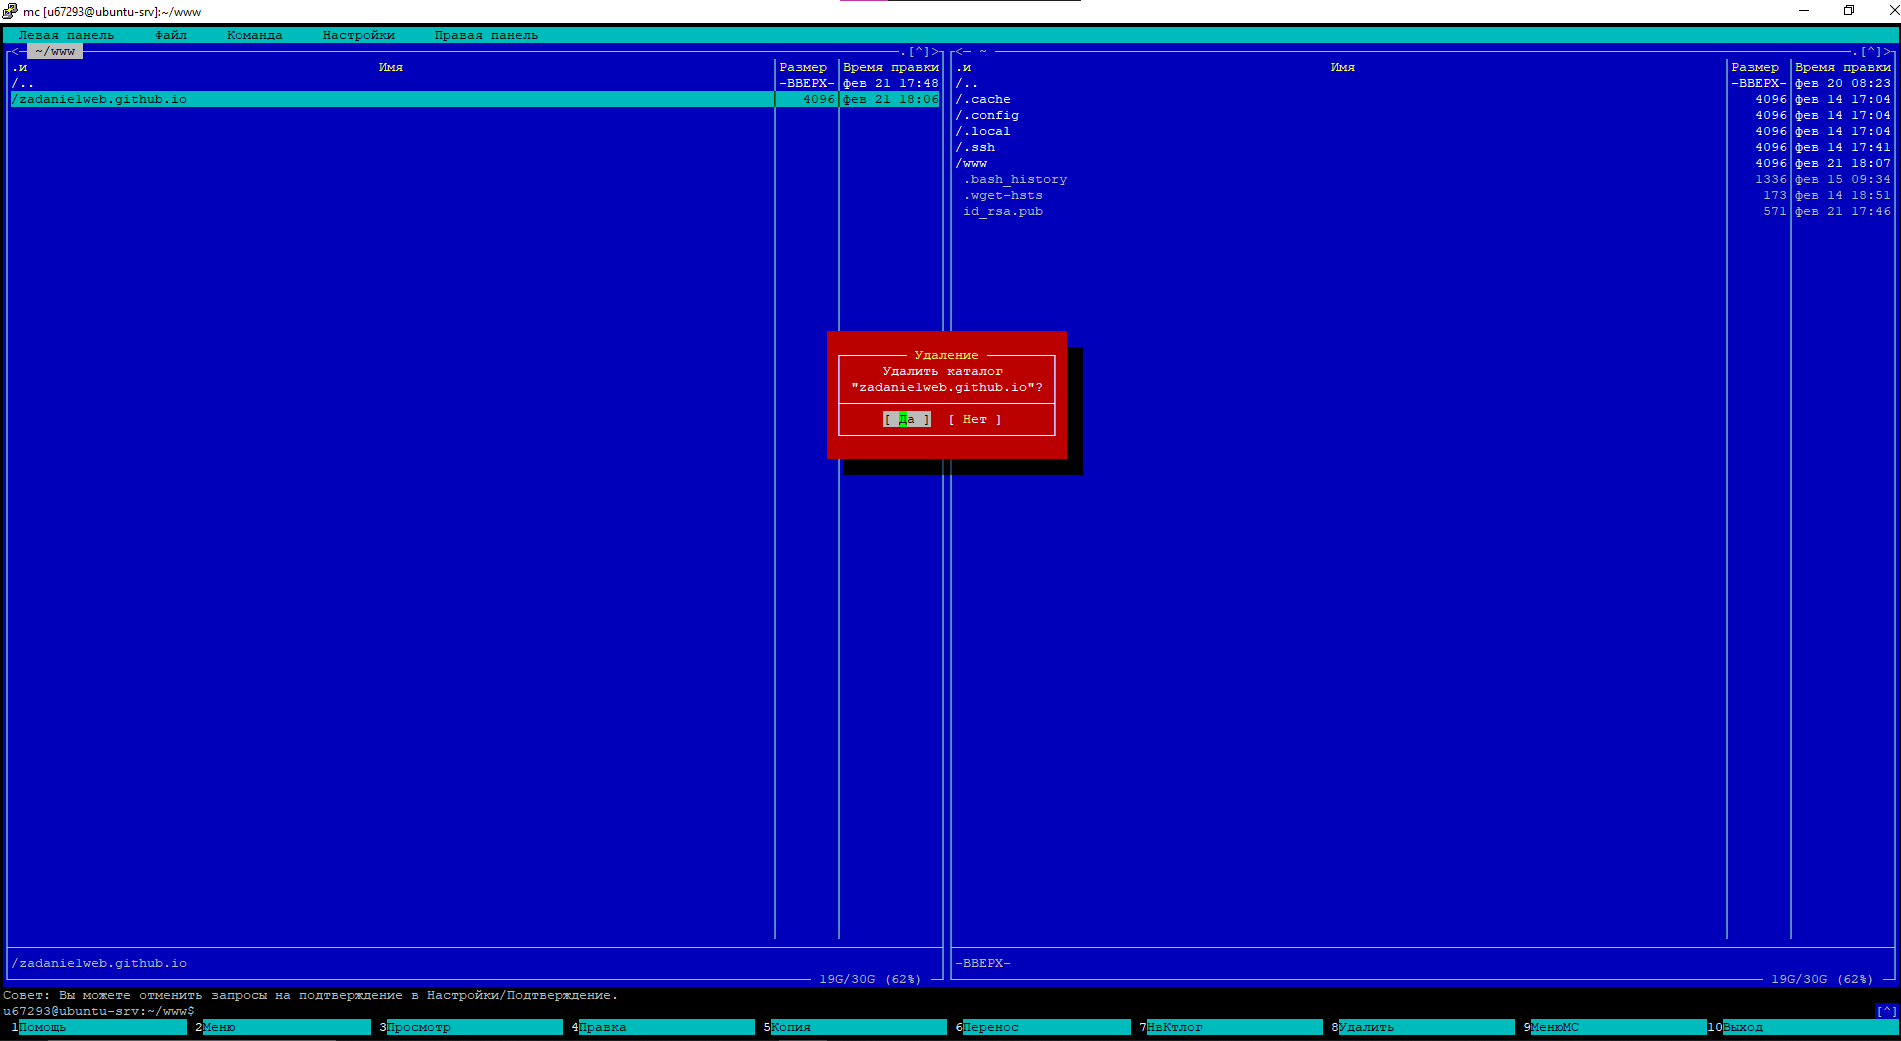 mc [u67293@ubuntu-srv]:~/www
Левая панель Файл Команда Настройки Правая панель
<─ ~/www .[^]>
.и Имя Размер Время правки
/.. -ВВЕРХ- фев 21 17:48
/zadanielweb.github.io 4096 фев 21 18:06
<─ ~ .[^]>
.и Имя Размер Время правки
/.. -ВВЕРХ- фев 20 08:23
/.cache 4096 фев 14 17:04
/.config 4096 фев 14 17:04
/.local 4096 фев 14 17:04
/.ssh 4096 фев 14 17:41
/www 4096 фев 21 18:07
.bash_history 1336 фев 15 09:34
.wget-hsts 173 фев 14 18:51
id_rsa.pub 571 фев 21 17:46
Удаление
Удалить каталог
"zadanielweb.github.io"?
[ Да ] [ Нет ]
/zadanielweb.github.io
19G/30G (62%)
-ВВЕРХ-
19G/30G (62%)
Совет: Вы можете отменить запросы на подтверждение в Настройки/Подтверждение.
u67293@ubuntu-srv:~/www$ [^]
1Помощь 2Меню 3Просмотр 4Правка 5Копия 6Перенос 7НвКтлог 8Удалить 9МенюМС 10Выход